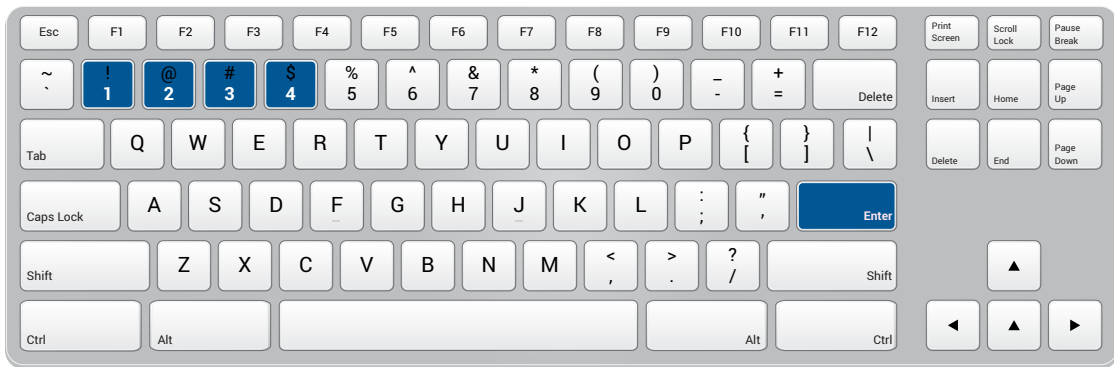 Esc F1 F2 F3 F4 F5 F6 F7 F8 F9 F10 F11 F12 Print Screen Scroll Lock Pause Break
~ ! @ # $ % ^ & * ( ) _ +
` 1 2 3 4 5 6 7 8 9 0 - = Delete Insert Home Page Up
Tab Q W E R T Y U I O P { [ } ] | \ Delete End Page Down
Caps Lock A S D F G H J K L : ; " ' Enter
Shift Z X C V B N M < , > . ? / Shift ▲
Ctrl Alt Alt Ctrl ◄ ▲ ►